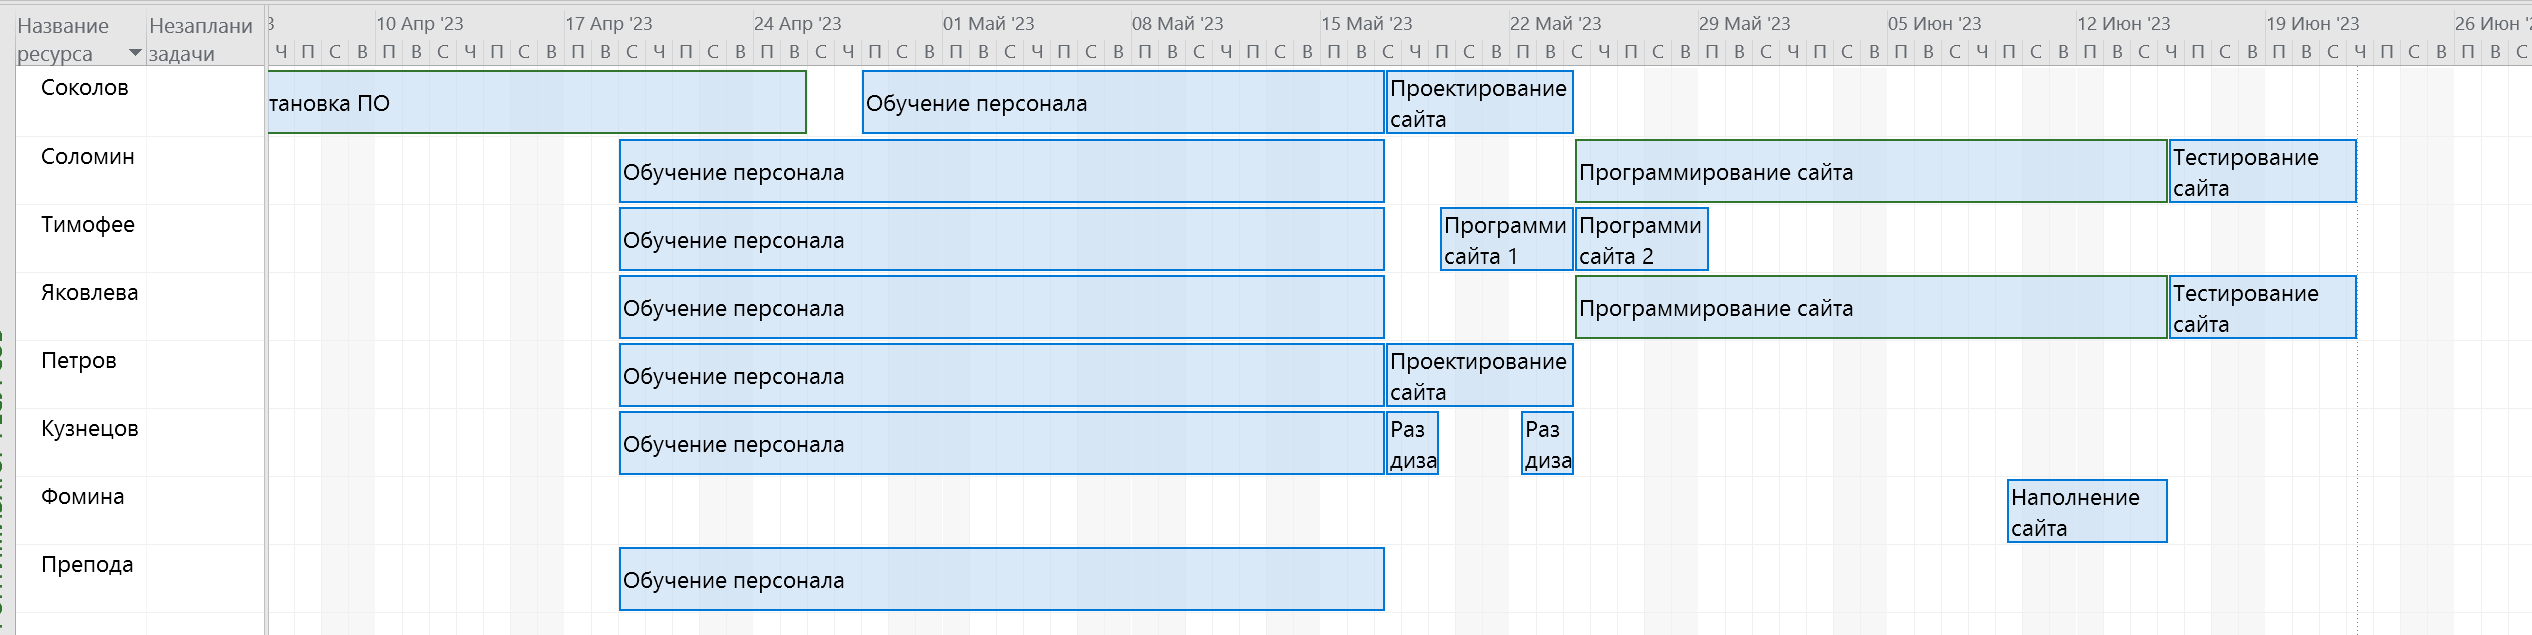 Название ресурса Незаплани задачи
3 10 Апр '23 17 Апр '23 24 Апр '23 01 Май '23 08 Май '23 15 Май '23 22 Май '23 29 Май '23 05 Июн '23 12 Июн '23 19 Июн '23 26 Июн '2
Ч П С В П В С Ч П С В П В С Ч П С В П В С Ч П С В П В С Ч П С В П В С Ч П С В П В С Ч П С В П В С Ч П С В П В С Ч П С В П В С Ч П С В П В С Ч П С В П В С Ч П С В П В С
Соколов
тановка ПО
Обучение персонала
Проектирование
сайта
Соломин
Обучение персонала
Программирование сайта
Тестирование
сайта
Тимофее
Обучение персонала
Программи
сайта 1
Программи
сайта 2
Яковлева
Обучение персонала
Программирование сайта
Тестирование
сайта
Петров
Обучение персонала
Проектирование
сайта
Кузнецов
Обучение персонала
Раз
диза
Раз
диза
Фомина
Наполнение
сайта
Препода
Обучение персонала